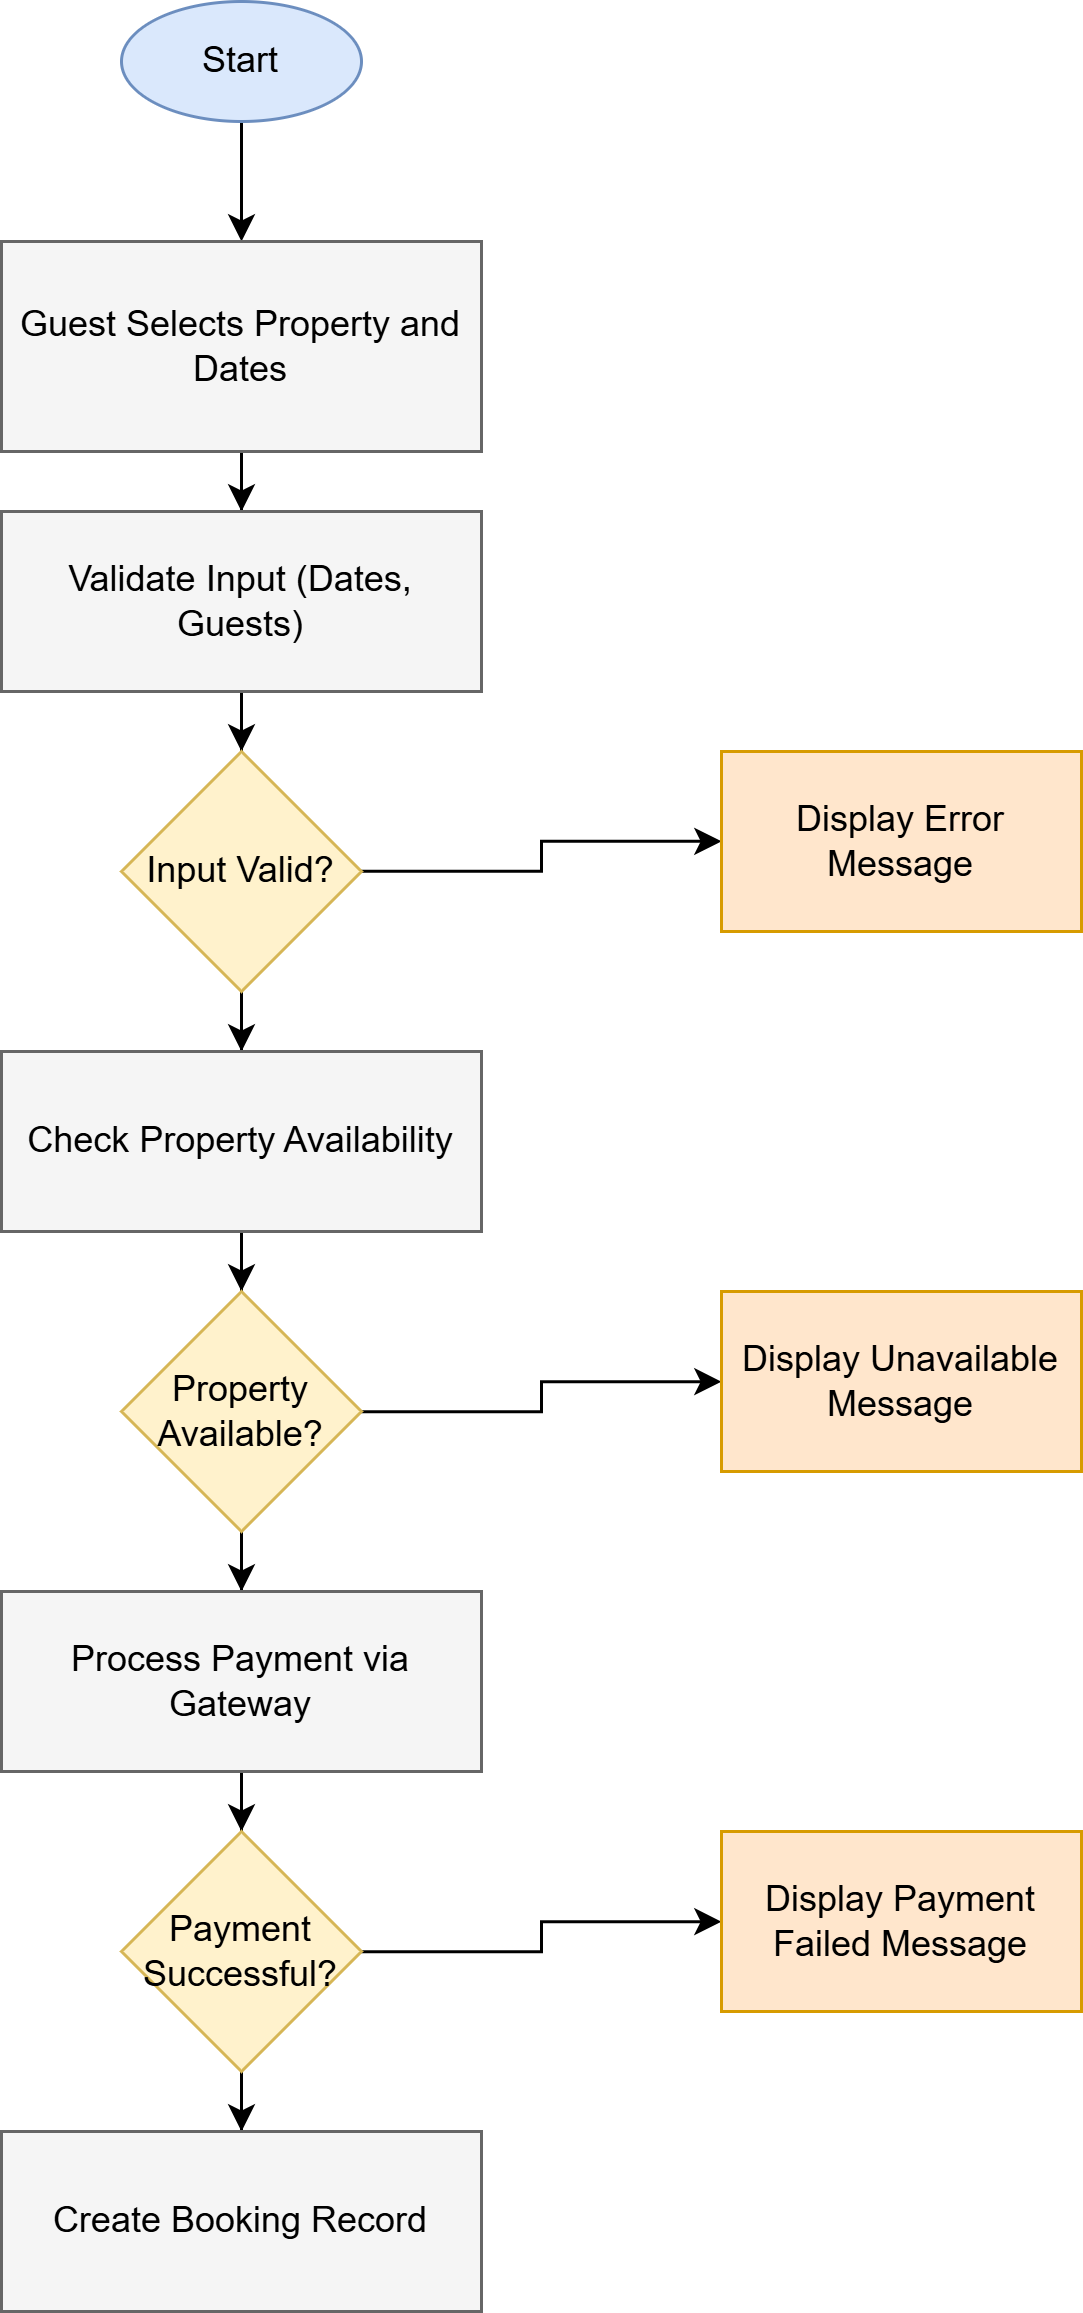 Start
Guest Selects Property and
Dates
Validate Input (Dates,
Guests)
Input Valid?
Display Error
Message
Check Property Availability
Property
Available?
Display Unavailable
Message
Process Payment via
Gateway
Payment
Successful?
Display Payment
Failed Message
Create Booking Record